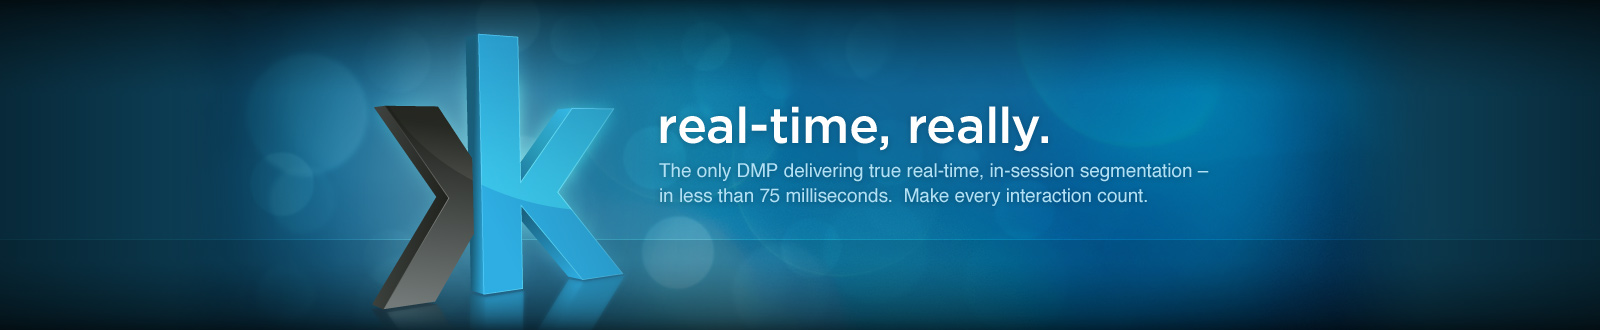 k
real-time, really.
The only DMP delivering true real-time, in-session segmentation –
in less than 75 milliseconds.  Make every interaction count.